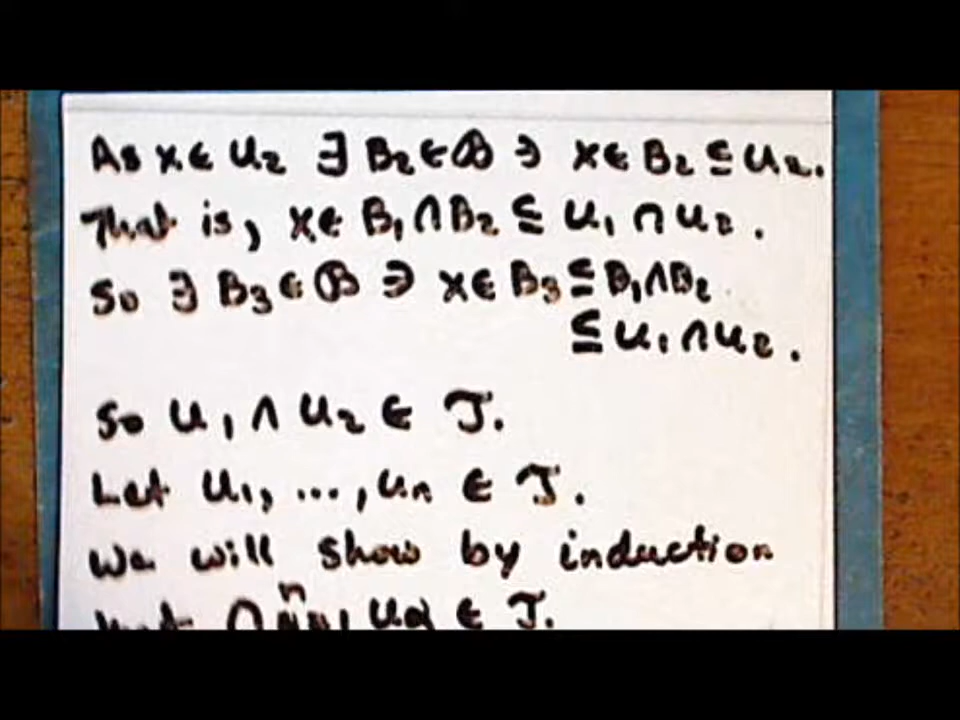 As x ∈ U₂ ∃ B₂ ∈ ℬ ∋ x ∈ B₂ ⊆ U₂.
That is, x ∈ B₁ ∩ B₂ ⊆ U₁ ∩ U₂.
So ∃ B₃ ∈ ℬ ∋ x ∈ B₃ ⊆ B₁ ∩ B₂
⊆ U₁ ∩ U₂.
So U₁ ∩ U₂ ∈ 𝒯.
Let U₁, ..., Uₙ ∈ 𝒯.
We will show by induction
that ∩ⁿ U ∈ 𝒯.